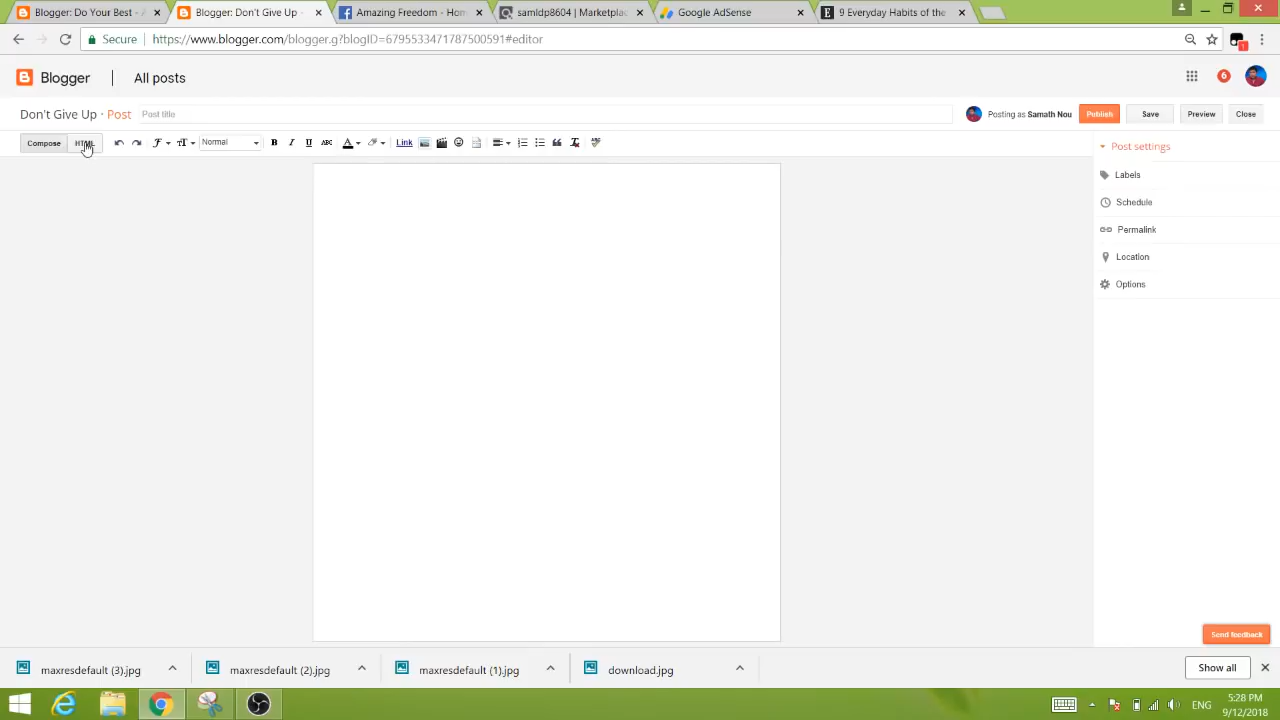 Blogger: Do Your Best - A
Blogger: Don't Give Up -
Amazing Freedom - Hom
samldp8604 | Marketplac
Google AdSense
9 Everyday Habits of the
Secure
https://www.blogger.com/blogger.g?blogID=6795533471787500591#editor
1
Blogger
All posts
6
Don't Give Up · Post
Post title
Posting as Samath Nou
Publish
Save
Preview
Close
Compose
HTML
Normal
B
I
U
ABC
A
Link
Post settings
Labels
Schedule
Permalink
Location
Options
Send feedback
maxresdefault (3).jpg
maxresdefault (2).jpg
maxresdefault (1).jpg
download.jpg
Show all
ENG
5:28 PM
9/12/2018